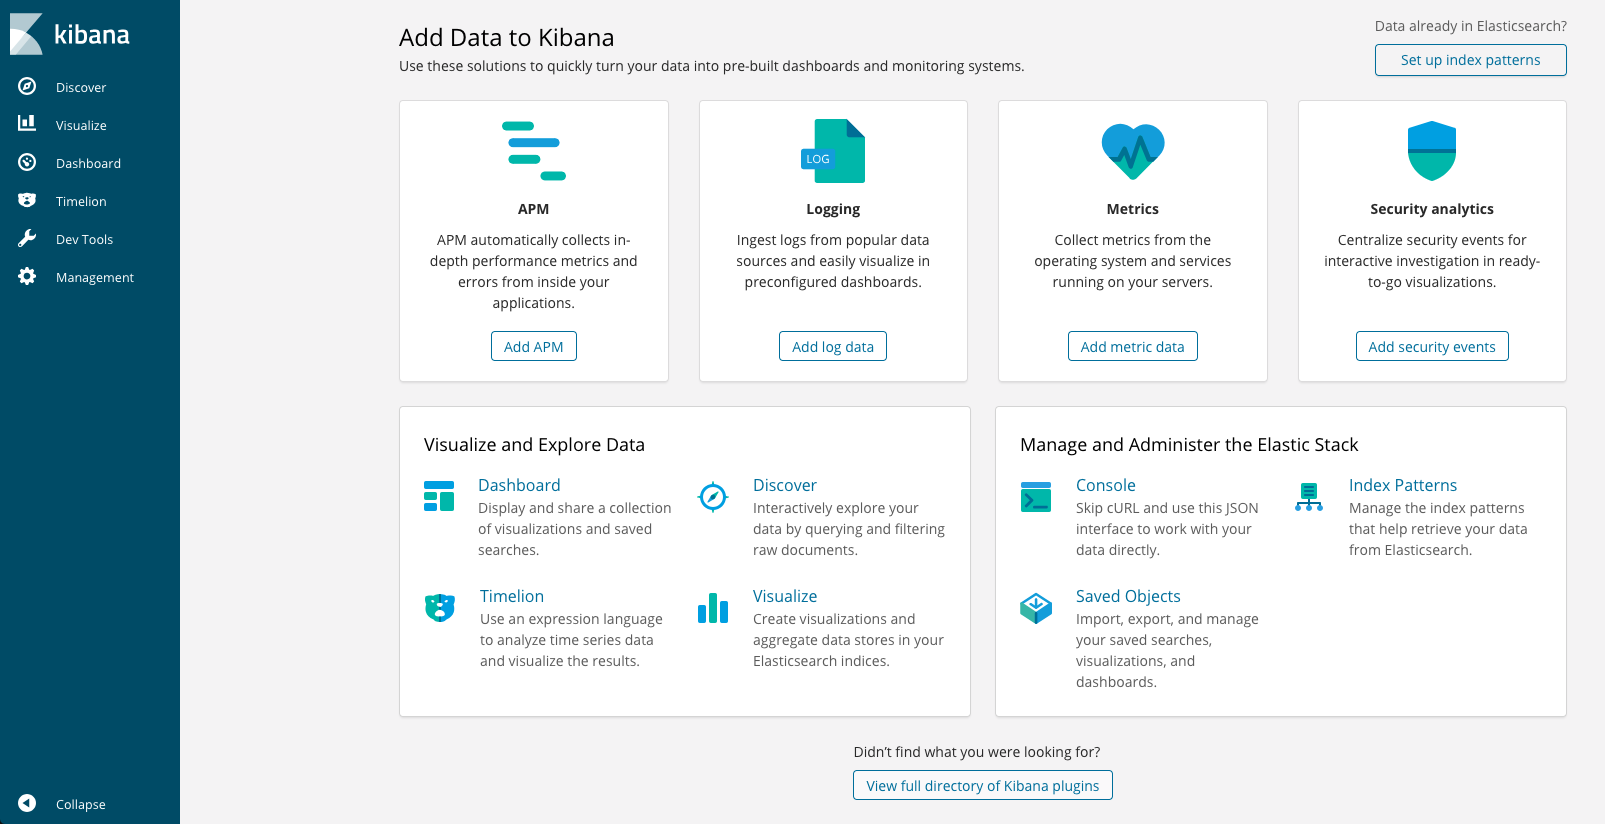 kibana
Discover
Visualize
Dashboard
Timelion
Dev Tools
Management
Collapse
Add Data to Kibana
Use these solutions to quickly turn your data into pre-built dashboards and monitoring systems.
Data already in Elasticsearch?
Set up index patterns
APM
APM automatically collects in-
depth performance metrics and
errors from inside your
applications.
Add APM
LOG
Logging
Ingest logs from popular data
sources and easily visualize in
preconfigured dashboards.
Add log data
Metrics
Collect metrics from the
operating system and services
running on your servers.
Add metric data
Security analytics
Centralize security events for
interactive investigation in ready-
to-go visualizations.
Add security events
Visualize and Explore Data
Dashboard
Display and share a collection
of visualizations and saved
searches.
Discover
Interactively explore your
data by querying and filtering
raw documents.
Timelion
Use an expression language
to analyze time series data
and visualize the results.
Visualize
Create visualizations and
aggregate data stores in your
Elasticsearch indices.
Manage and Administer the Elastic Stack
Console
Skip cURL and use this JSON
interface to work with your
data directly.
Index Patterns
Manage the index patterns
that help retrieve your data
from Elasticsearch.
Saved Objects
Import, export, and manage
your saved searches,
visualizations, and
dashboards.
Didn't find what you were looking for?
View full directory of Kibana plugins